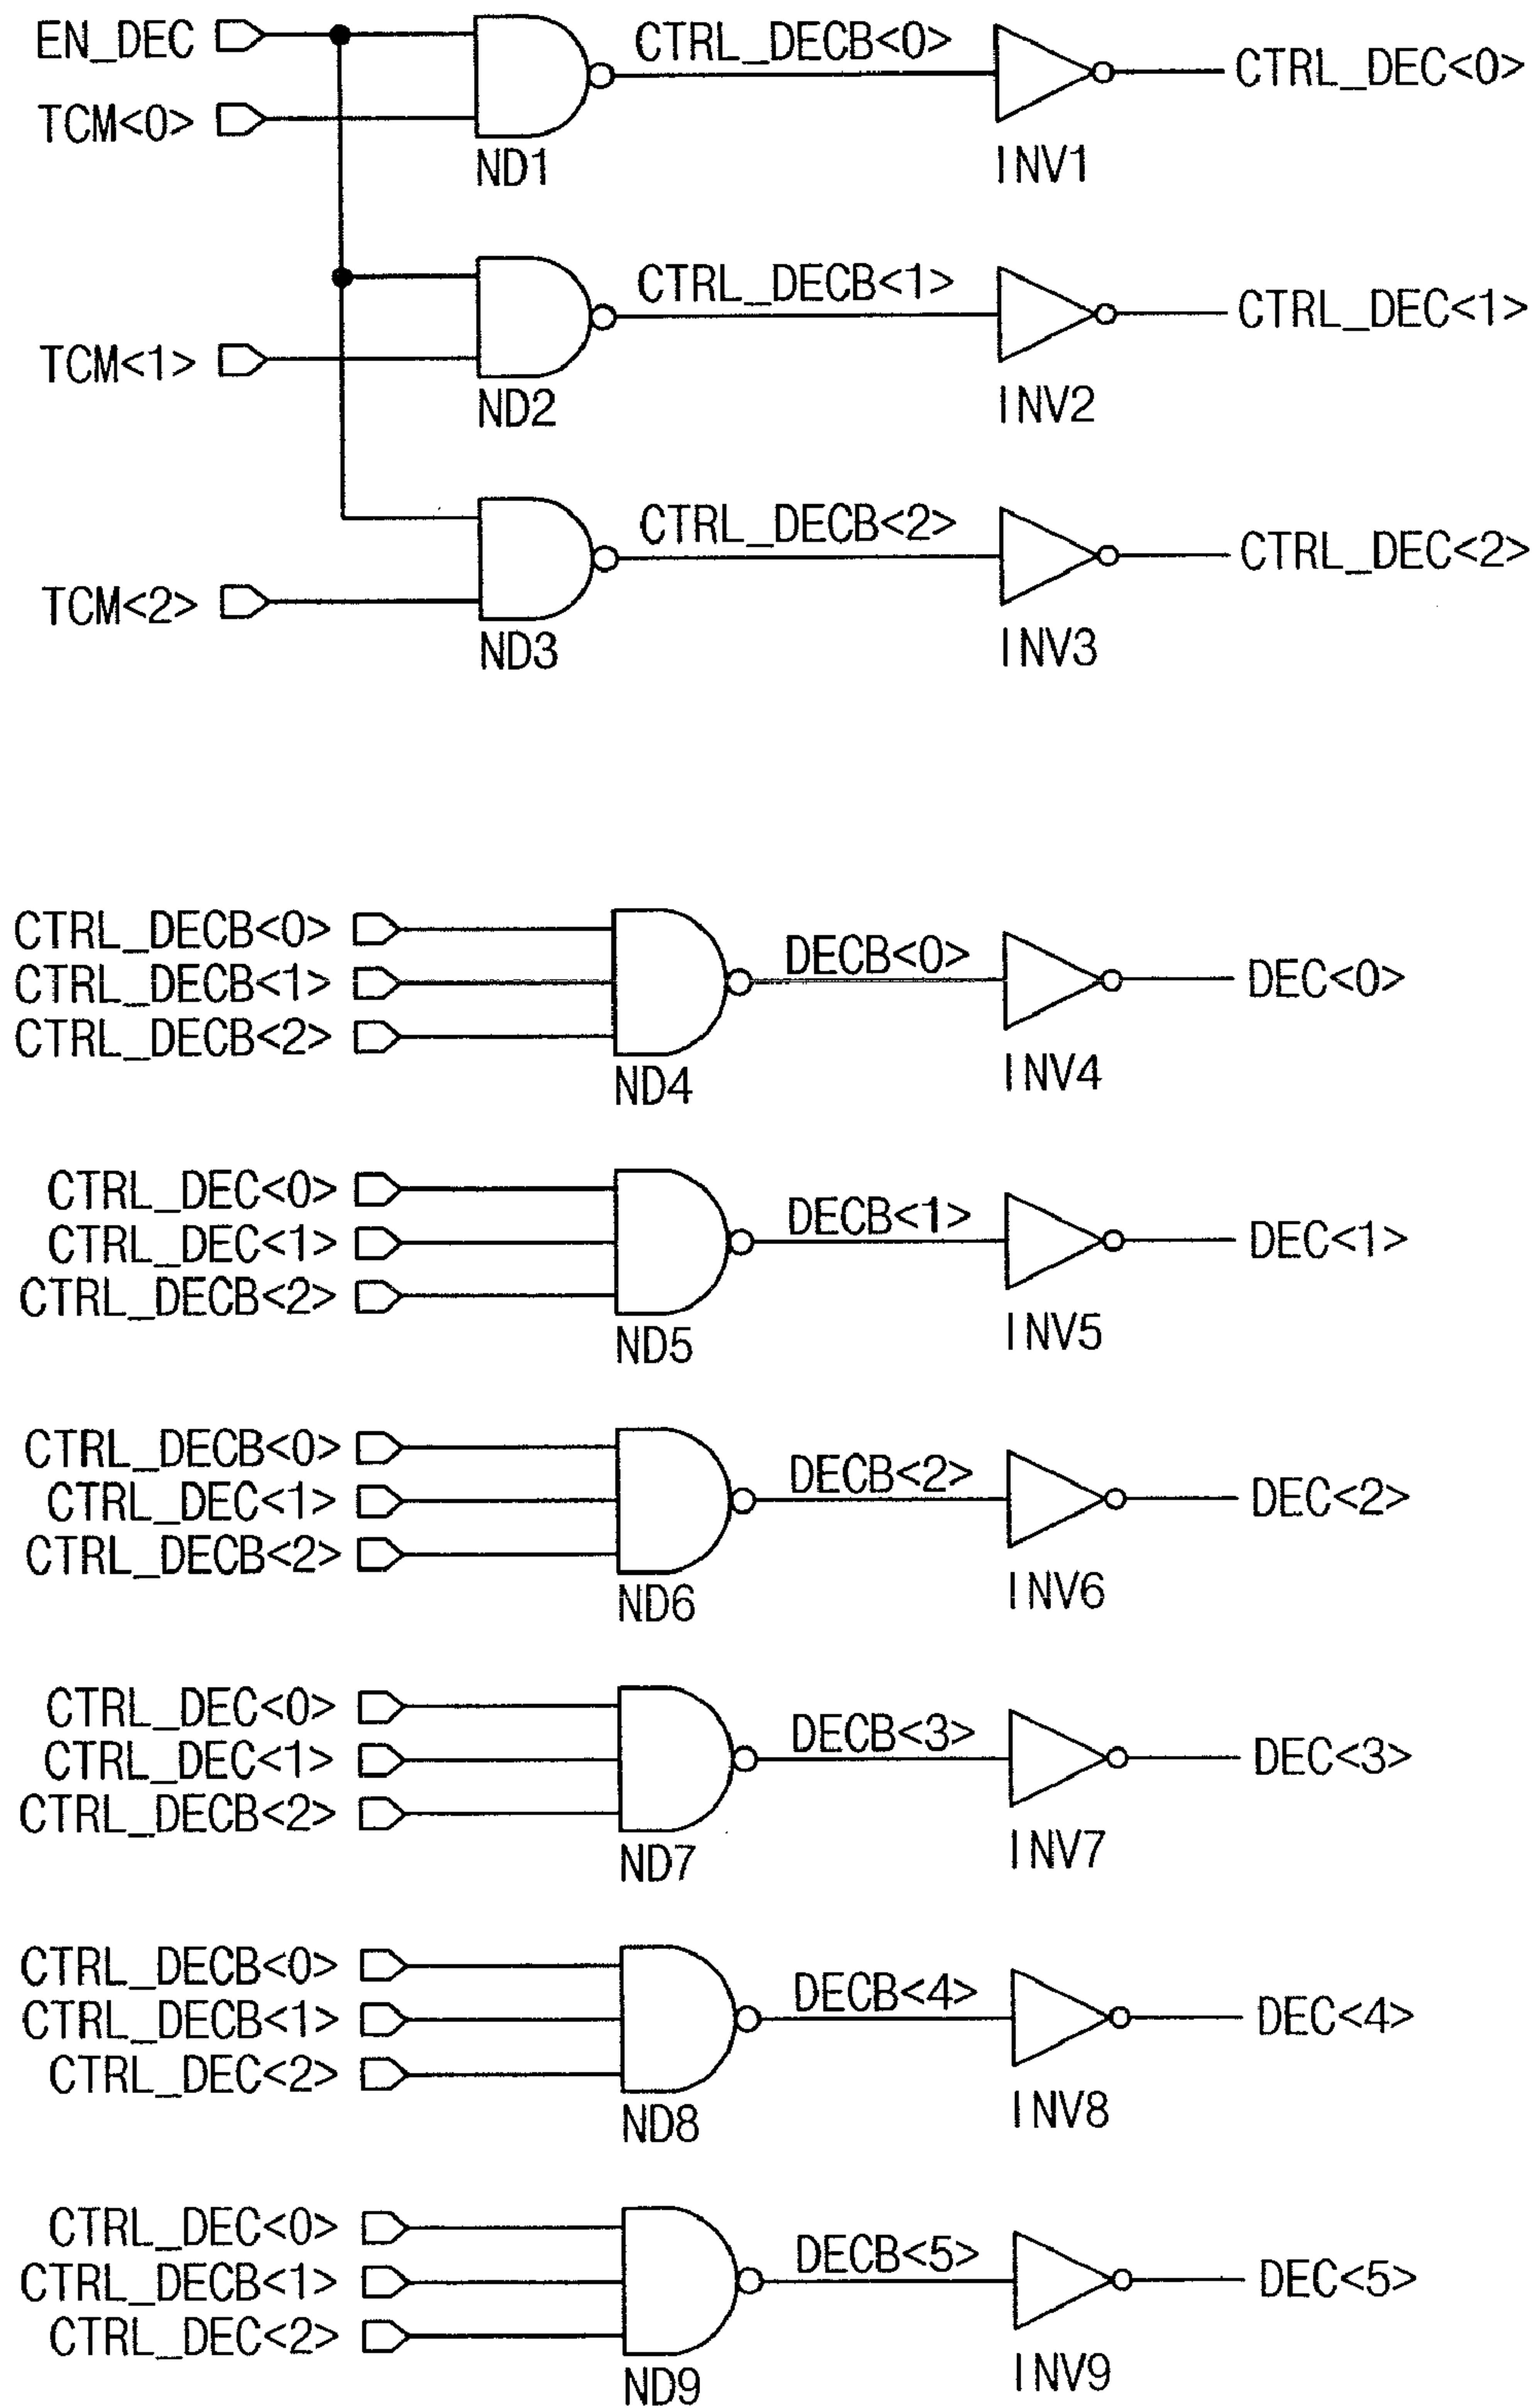 EN_DEC
CTRL_DECB<0>
CTRL_DEC<0>
TCM<0>
ND1
INV1
CTRL_DECB<1>
CTRL_DEC<1>
TCM<1>
ND2
INV2
CTRL_DECB<2>
CTRL_DEC<2>
TCM<2>
ND3
INV3
CTRL_DECB<0>
CTRL_DECB<1>
CTRL_DECB<2>
DECB<0>
DEC<0>
ND4
INV4
CTRL_DEC<0>
CTRL_DEC<1>
CTRL_DECB<2>
DECB<1>
DEC<1>
ND5
INV5
CTRL_DECB<0>
CTRL_DEC<1>
CTRL_DECB<2>
DECB<2>
DEC<2>
ND6
INV6
CTRL_DEC<0>
CTRL_DEC<1>
CTRL_DECB<2>
DECB<3>
DEC<3>
ND7
INV7
CTRL_DECB<0>
CTRL_DECB<1>
CTRL_DEC<2>
DECB<4>
DEC<4>
ND8
INV8
CTRL_DEC<0>
CTRL_DECB<1>
CTRL_DEC<2>
DECB<5>
DEC<5>
ND9
INV9